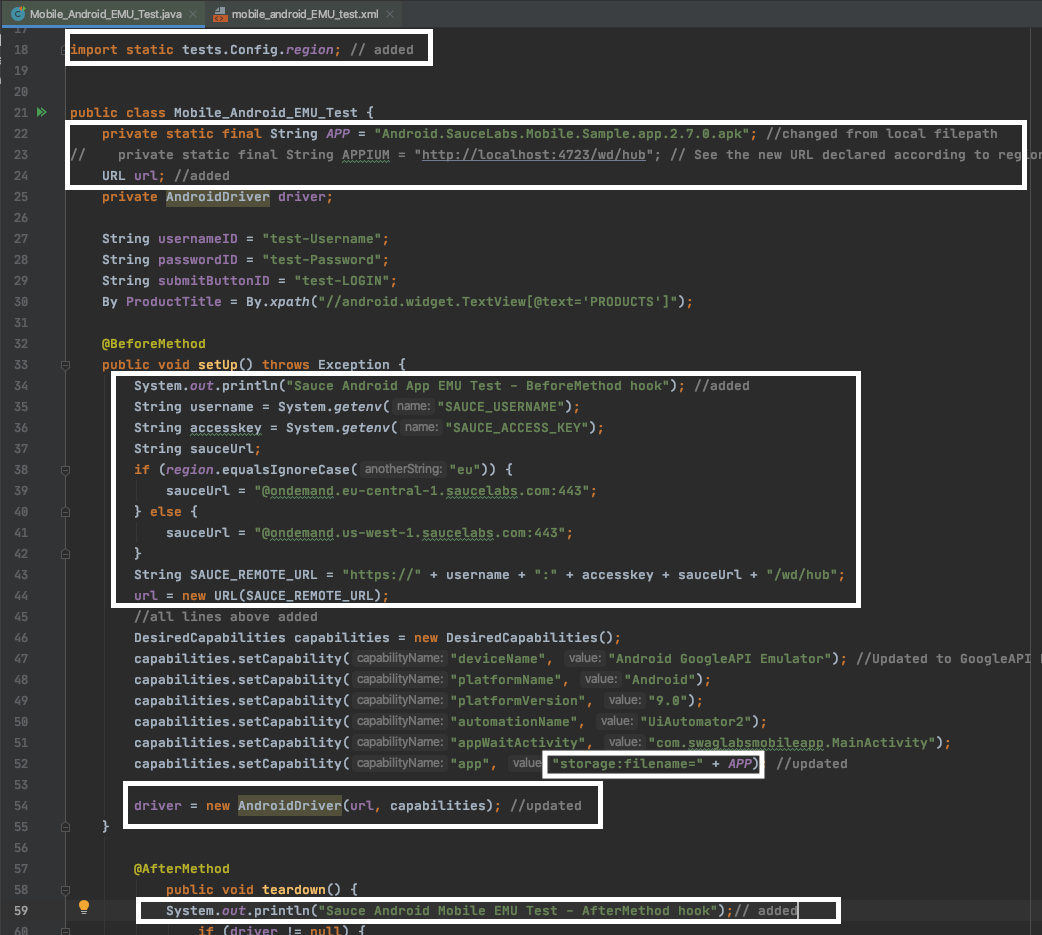 Mobile_Android_EMU_Test.java × mobile_android_EMU_test.xml ×
17
18 import static tests.Config.region; // added
19
20
21 public class Mobile_Android_EMU_Test {
22 private static final String APP = "Android.SauceLabs.Mobile.Sample.app.2.7.0.apk"; //changed from local filepath
23 // private static final String APPIUM = "http://localhost:4723/wd/hub"; // See the new URL declared according to region
24 URL url; //added
25 private AndroidDriver driver;
26
27 String usernameID = "test-Username";
28 String passwordID = "test-Password";
29 String submitButtonID = "test-LOGIN";
30 By ProductTitle = By.xpath("//android.widget.TextView[@text='PRODUCTS']");
31
32 @BeforeMethod
33 public void setUp() throws Exception {
34 System.out.println("Sauce Android App EMU Test - BeforeMethod hook"); //added
35 String username = System.getenv( name: "SAUCE_USERNAME");
36 String accesskey = System.getenv( name: "SAUCE_ACCESS_KEY");
37 String sauceUrl;
38 if (region.equalsIgnoreCase( anotherString: "eu")) {
39 sauceUrl = "@ondemand.eu-central-1.saucelabs.com:443";
40 } else {
41 sauceUrl = "@ondemand.us-west-1.saucelabs.com:443";
42 }
43 String SAUCE_REMOTE_URL = "https://" + username + ":" + accesskey + sauceUrl + "/wd/hub";
44 url = new URL(SAUCE_REMOTE_URL);
45 //all lines above added
46 DesiredCapabilities capabilities = new DesiredCapabilities();
47 capabilities.setCapability( capabilityName: "deviceName", value: "Android GoogleAPI Emulator"); //Updated to GoogleAPI
48 capabilities.setCapability( capabilityName: "platformName", value: "Android");
49 capabilities.setCapability( capabilityName: "platformVersion", value: "9.0");
50 capabilities.setCapability( capabilityName: "automationName", value: "UiAutomator2");
51 capabilities.setCapability( capabilityName: "appWaitActivity", value: "com.swaglabsmobileapp.MainActivity");
52 capabilities.setCapability( capabilityName: "app", value "storage:filename=" + APP) //updated
53
54 driver = new AndroidDriver(url, capabilities); //updated
55 }
56
57 @AfterMethod
58 public void teardown() {
59 System.out.println("Sauce Android Mobile EMU Test - AfterMethod hook");// added
60 if (driver != null) {